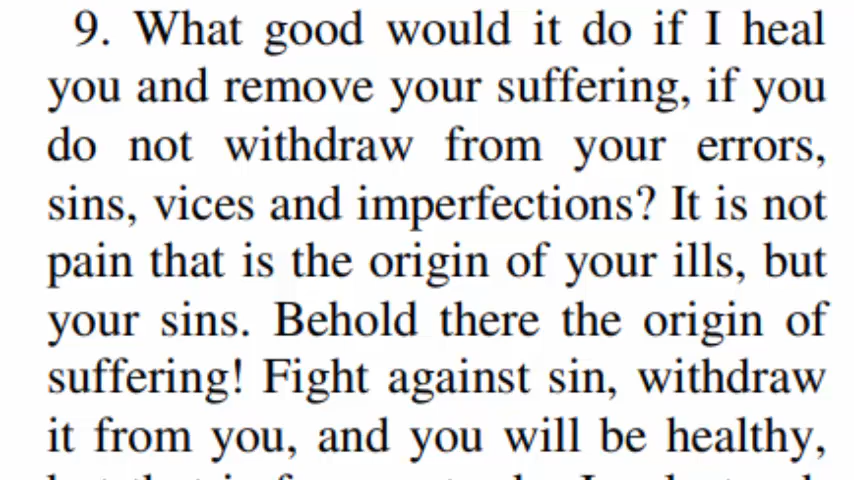 9. What good would it do if I heal
you and remove your suffering, if you
do not withdraw from your errors,
sins, vices and imperfections? It is not
pain that is the origin of your ills, but
your sins. Behold there the origin of
suffering! Fight against sin, withdraw
it from you, and you will be healthy,